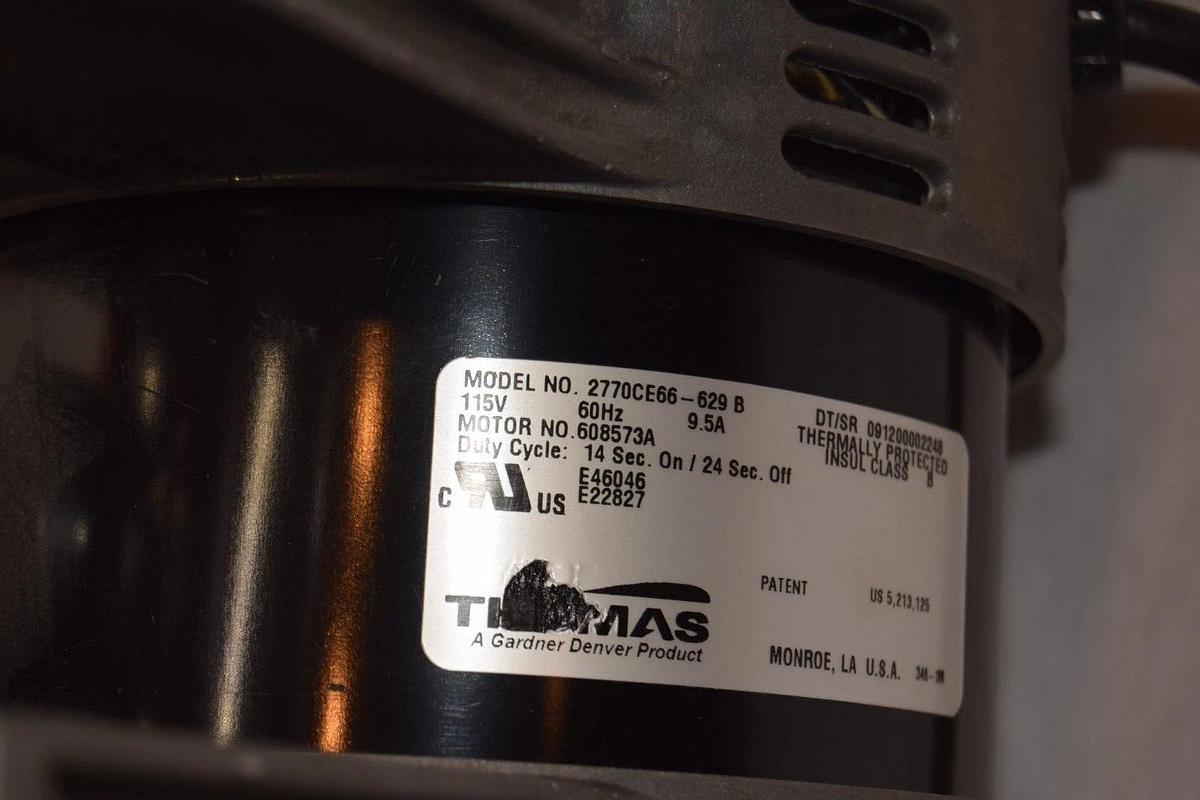 MODEL NO. 2770CE66-629 B
115V 60Hz 9.5A
MOTOR NO. 608573A
Duty Cycle: 14 Sec. On / 24 Sec. Off
DT/SR 091200002248
THERMALLY PROTECTED
INSUL CLASS B
C US
E46046
E22827
A Gardner Denver Product
PATENT US 5,213,125
MONROE, LA U.S.A.